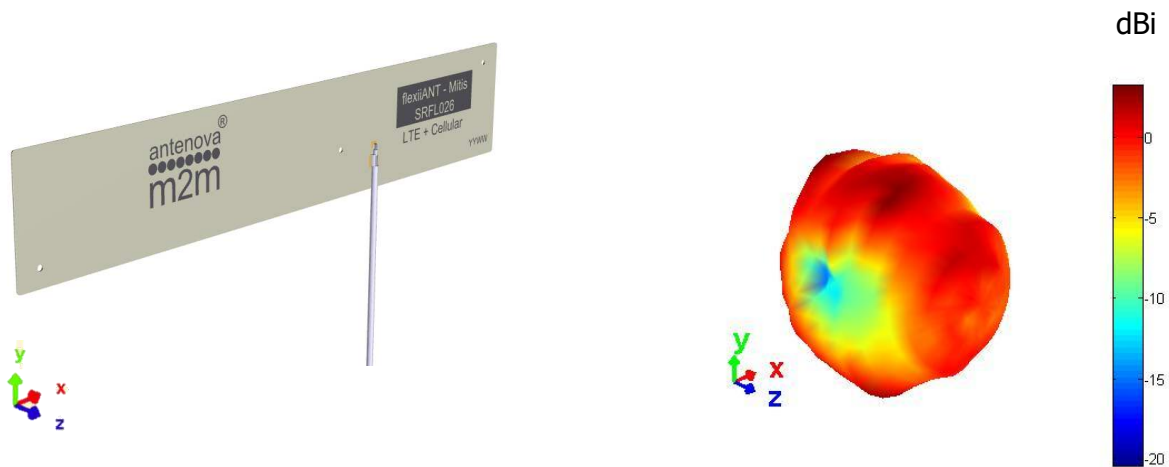 dBi
antenova®
m2m
flexiiANT - Mitis
SRFL026
LTE + Cellular
YYWW
y
x
z
y
x
z
0
-5
-10
-15
-20